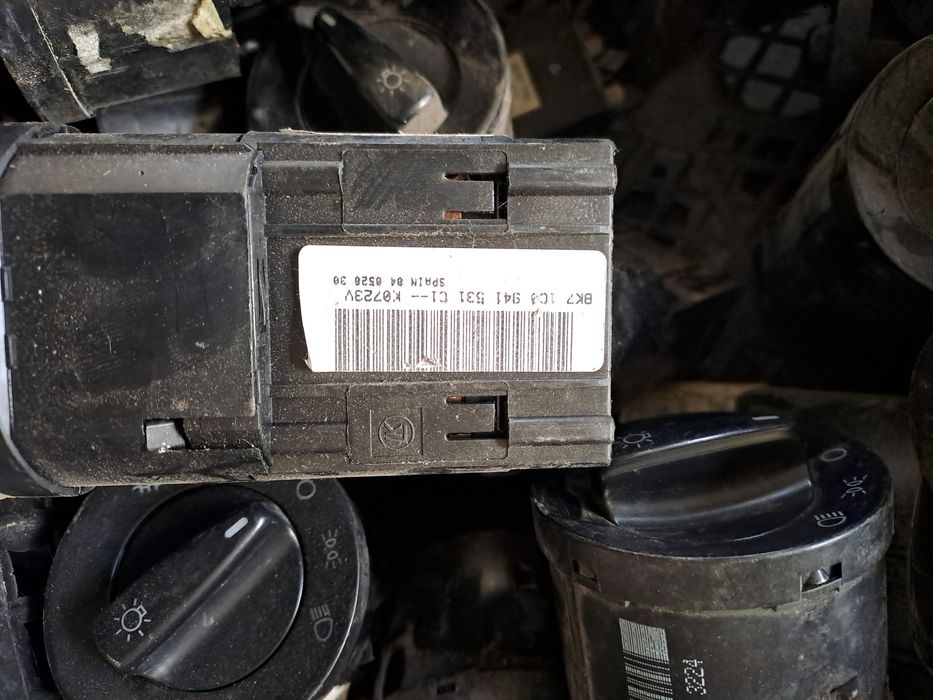 BK7 1C0 941 531 C1-- K0723V
SPAIN 04 0520 30
3224